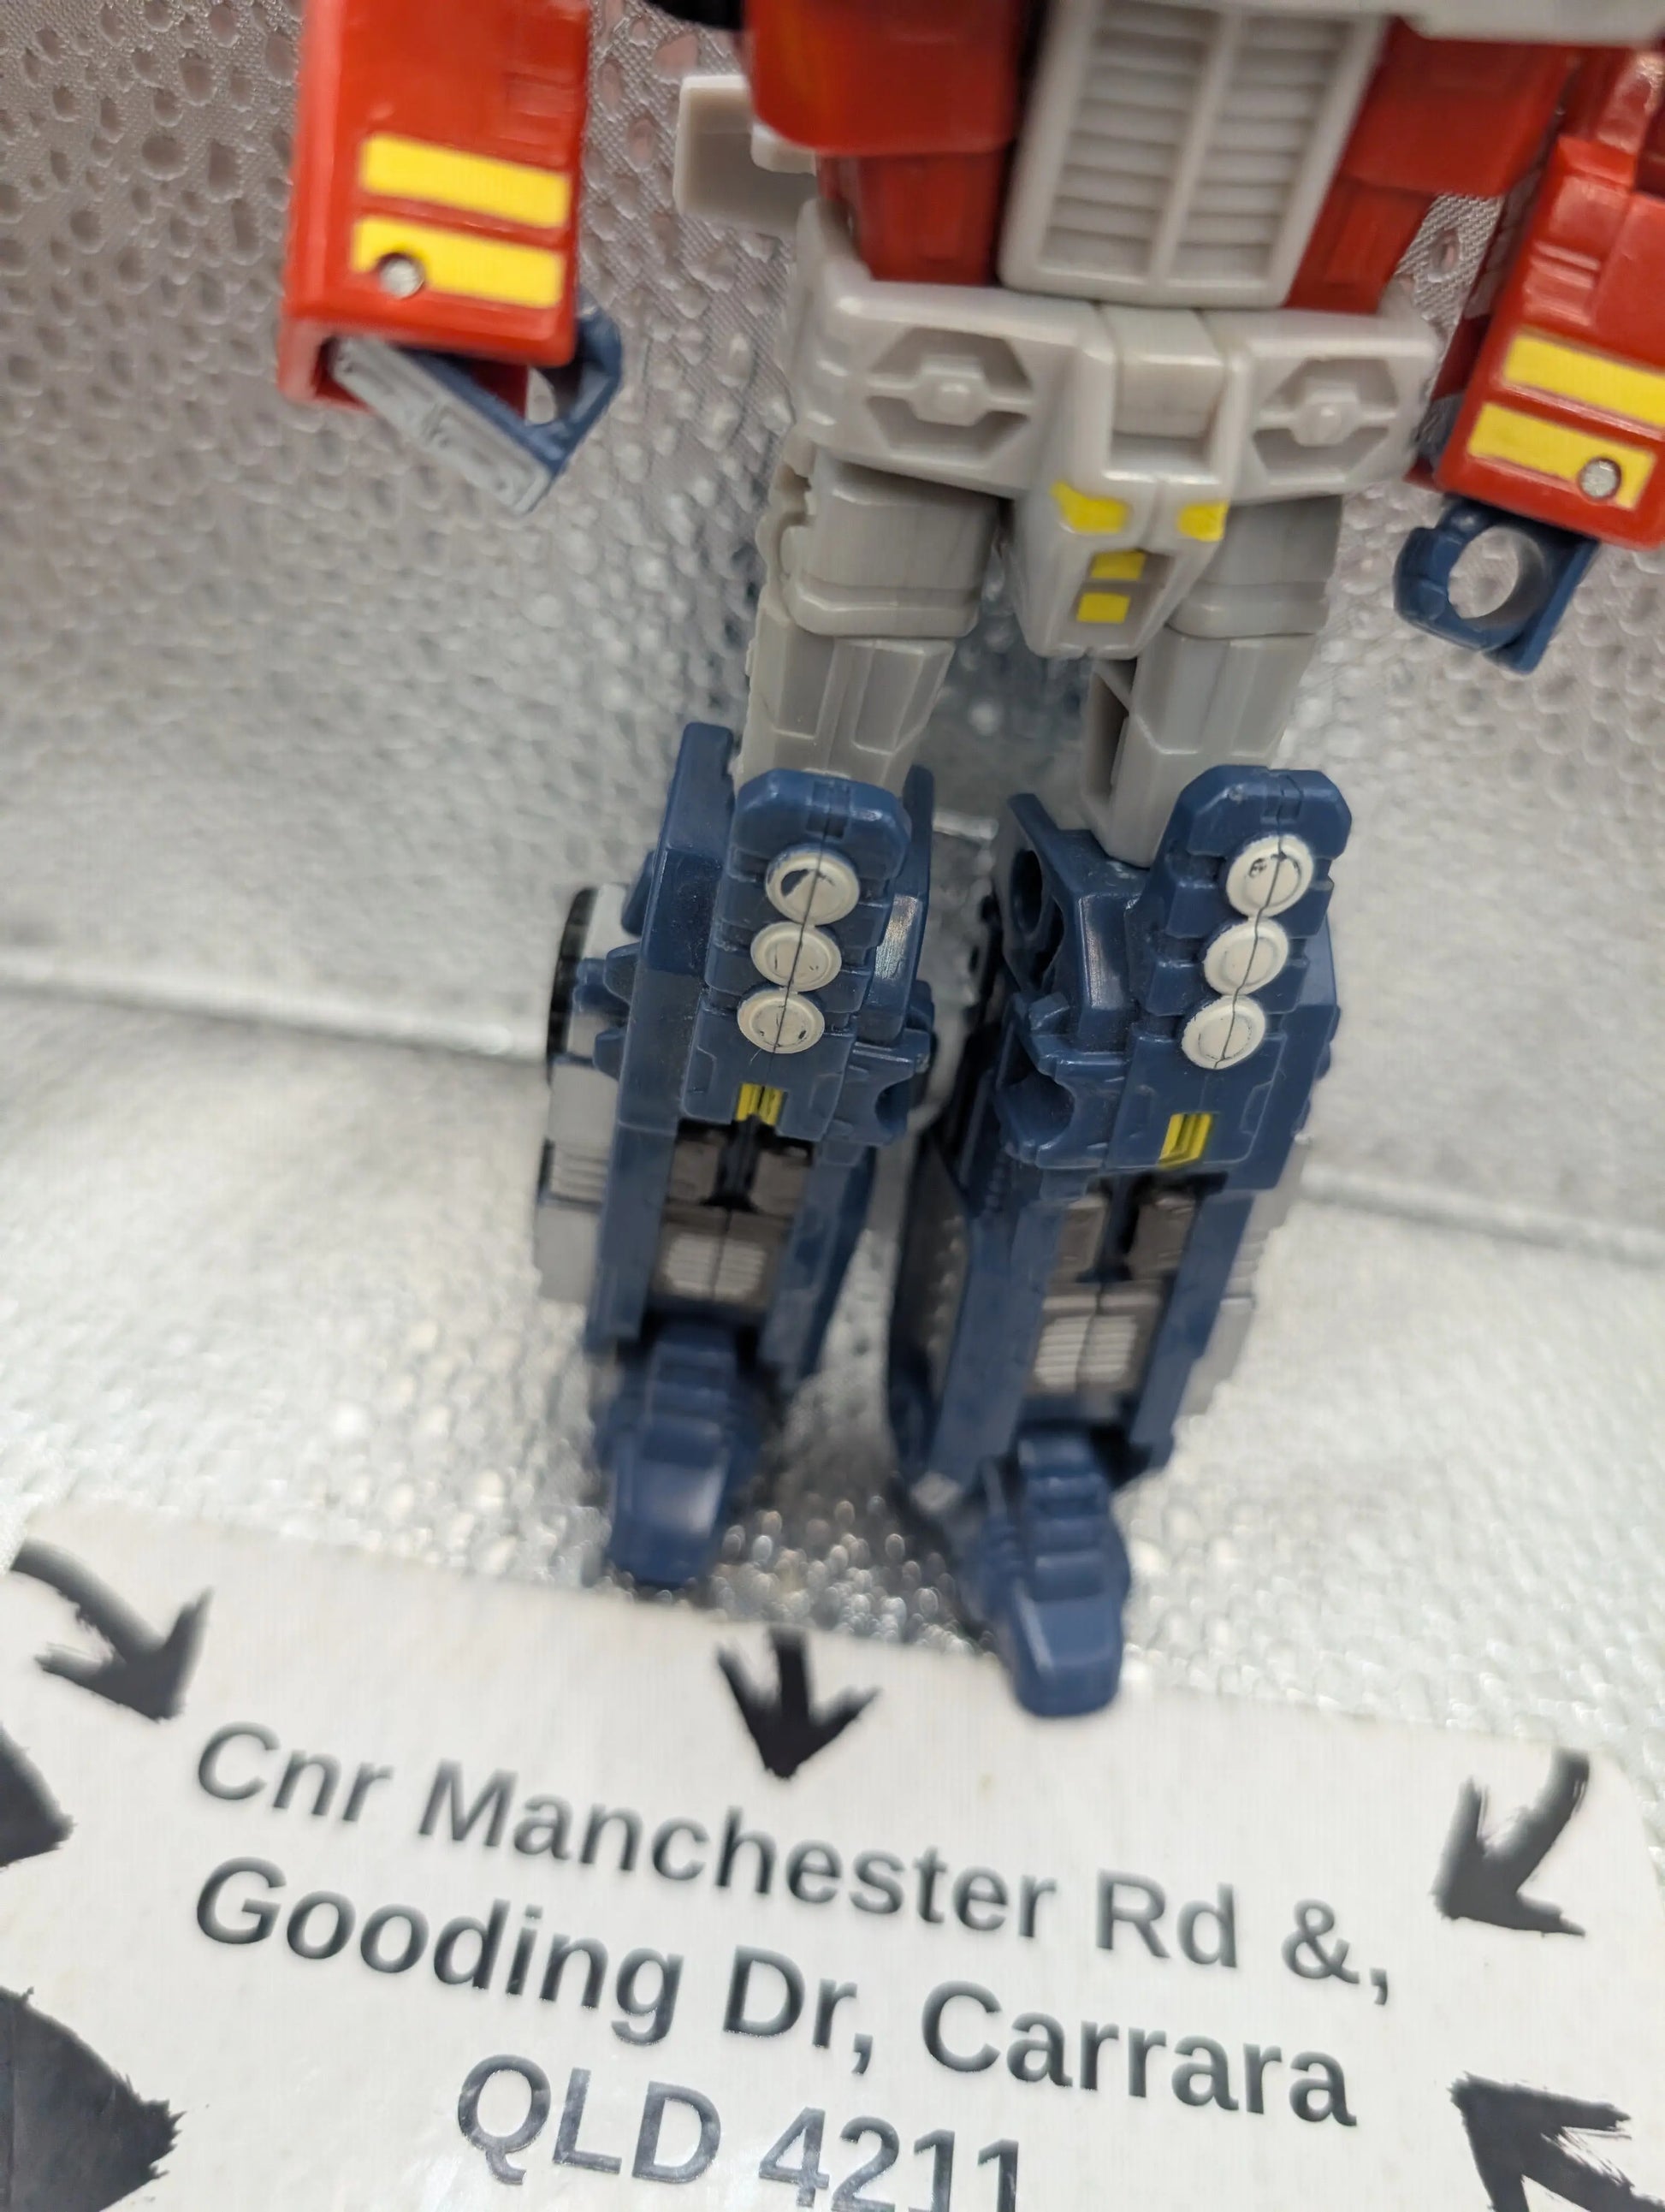 Cnr Manchester Rd &,
Gooding Dr, Carrara
QLD 4211